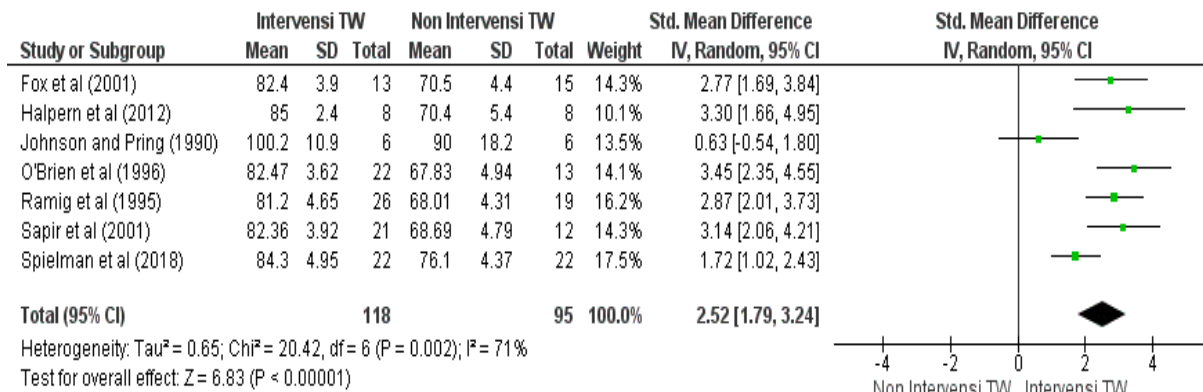 Intervensi TW Non Intervensi TW Std. Mean Difference Std. Mean Difference
Study or Subgroup Mean SD Total Mean SD Total Weight IV, Random, 95% CI IV, Random, 95% CI
Fox et al (2001) 82.4 3.9 13 70.5 4.4 15 14.3% 2.77 [1.69, 3.84]
Halpern et al (2012) 85 2.4 8 70.4 5.4 8 10.1% 3.30 [1.66, 4.95]
Johnson and Pring (1990) 100.2 10.9 6 90 18.2 6 13.5% 0.63 [-0.54, 1.80]
O'Brien et al (1996) 82.47 3.62 22 67.83 4.94 13 14.1% 3.45 [2.35, 4.55]
Ramig et al (1995) 81.2 4.65 26 68.01 4.31 19 16.2% 2.87 [2.01, 3.73]
Sapir et al (2001) 82.36 3.92 21 68.69 4.79 12 14.3% 3.14 [2.06, 4.21]
Spielman et al (2018) 84.3 4.95 22 76.1 4.37 22 17.5% 1.72 [1.02, 2.43]
Total (95% CI) 118 95 100.0% 2.52 [1.79, 3.24]
Heterogeneity: Tau² = 0.65; Chi² = 20.42, df = 6 (P = 0.002); I² = 71%
Test for overall effect: Z = 6.83 (P < 0.00001)
-4 -2 0 2 4
Non Intervensi TW Intervensi TW